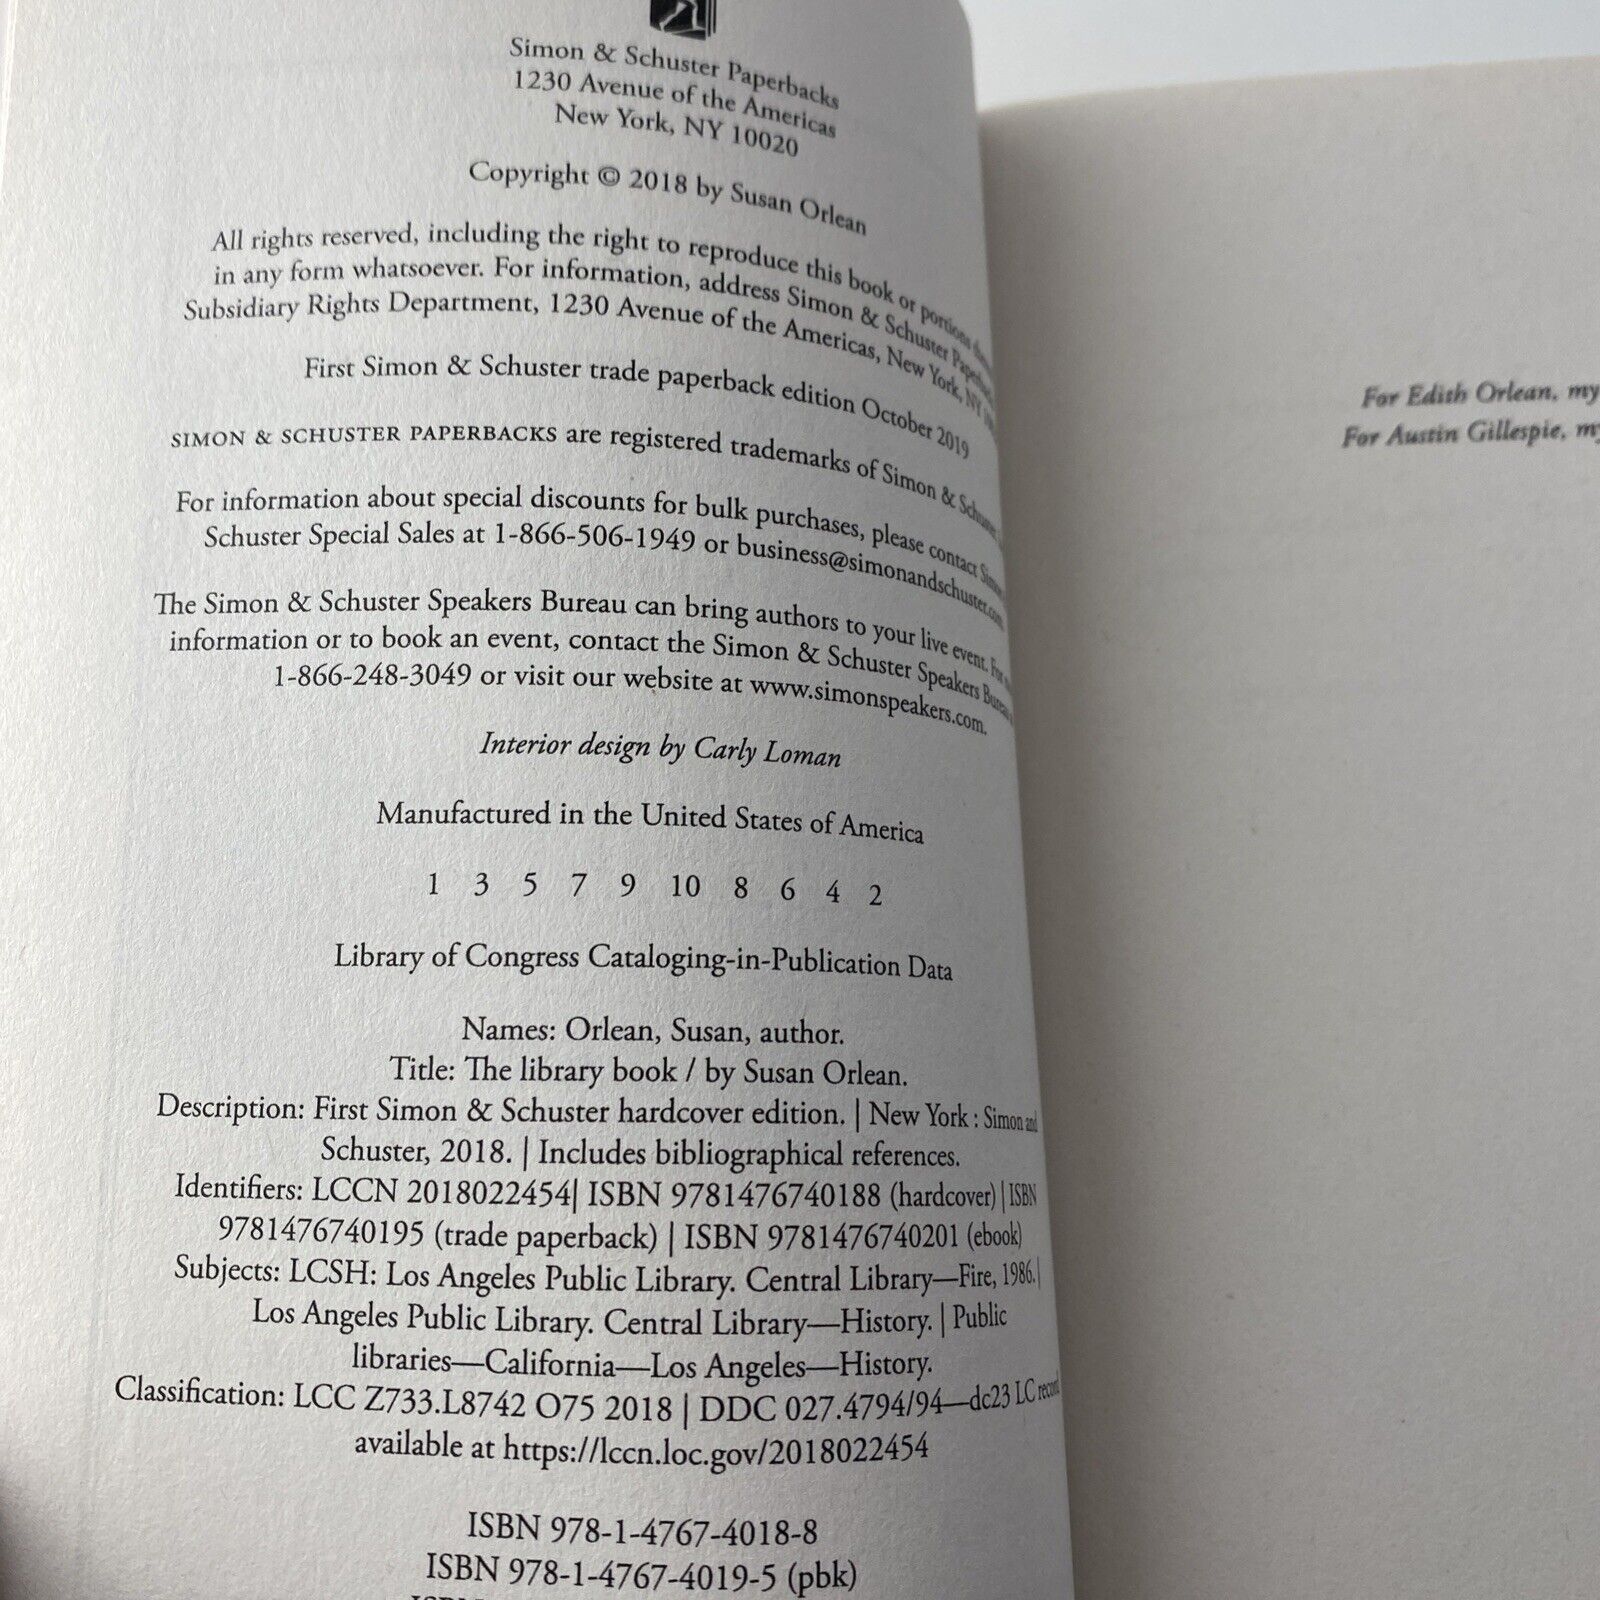 Simon & Schuster Paperbacks
1230 Avenue of the Americas
New York, NY 10020
Copyright © 2018 by Susan Orlean
All rights reserved, including the right to reproduce this book or portions
in any form whatsoever. For information, address Simon & Schuster
Subsidiary Rights Department, 1230 Avenue of the Americas, New York, NY
First Simon & Schuster trade paperback edition October 2019
SIMON & SCHUSTER PAPERBACKS are registered trademarks of Simon & Schuster
For information about special discounts for bulk purchases, please contact Simon
Schuster Special Sales at 1-866-506-1949 or business@simonandschuster.com
The Simon & Schuster Speakers Bureau can bring authors to your live event. For
information or to book an event, contact the Simon & Schuster Speakers Bureau
1-866-248-3049 or visit our website at www.simonspeakers.com.
Interior design by Carly Loman
Manufactured in the United States of America
1 3 5 7 9 10 8 6 4 2
Library of Congress Cataloging-in-Publication Data
Names: Orlean, Susan, author.
Title: The library book / by Susan Orlean.
Description: First Simon & Schuster hardcover edition. | New York : Simon and
Schuster, 2018. | Includes bibliographical references.
Identifiers: LCCN 2018022454| ISBN 9781476740188 (hardcover) | ISBN
9781476740195 (trade paperback) | ISBN 9781476740201 (ebook)
Subjects: LCSH: Los Angeles Public Library. Central Library—Fire, 1986. |
Los Angeles Public Library. Central Library—History. | Public
libraries—California—Los Angeles—History.
Classification: LCC Z733.L8742 O75 2018 | DDC 027.4794/94—dc23 LC record
available at https://lccn.loc.gov/2018022454
ISBN 978-1-4767-4018-8
ISBN 978-1-4767-4019-5 (pbk)
For Edith Orlean, my
For Austin Gillespie, my